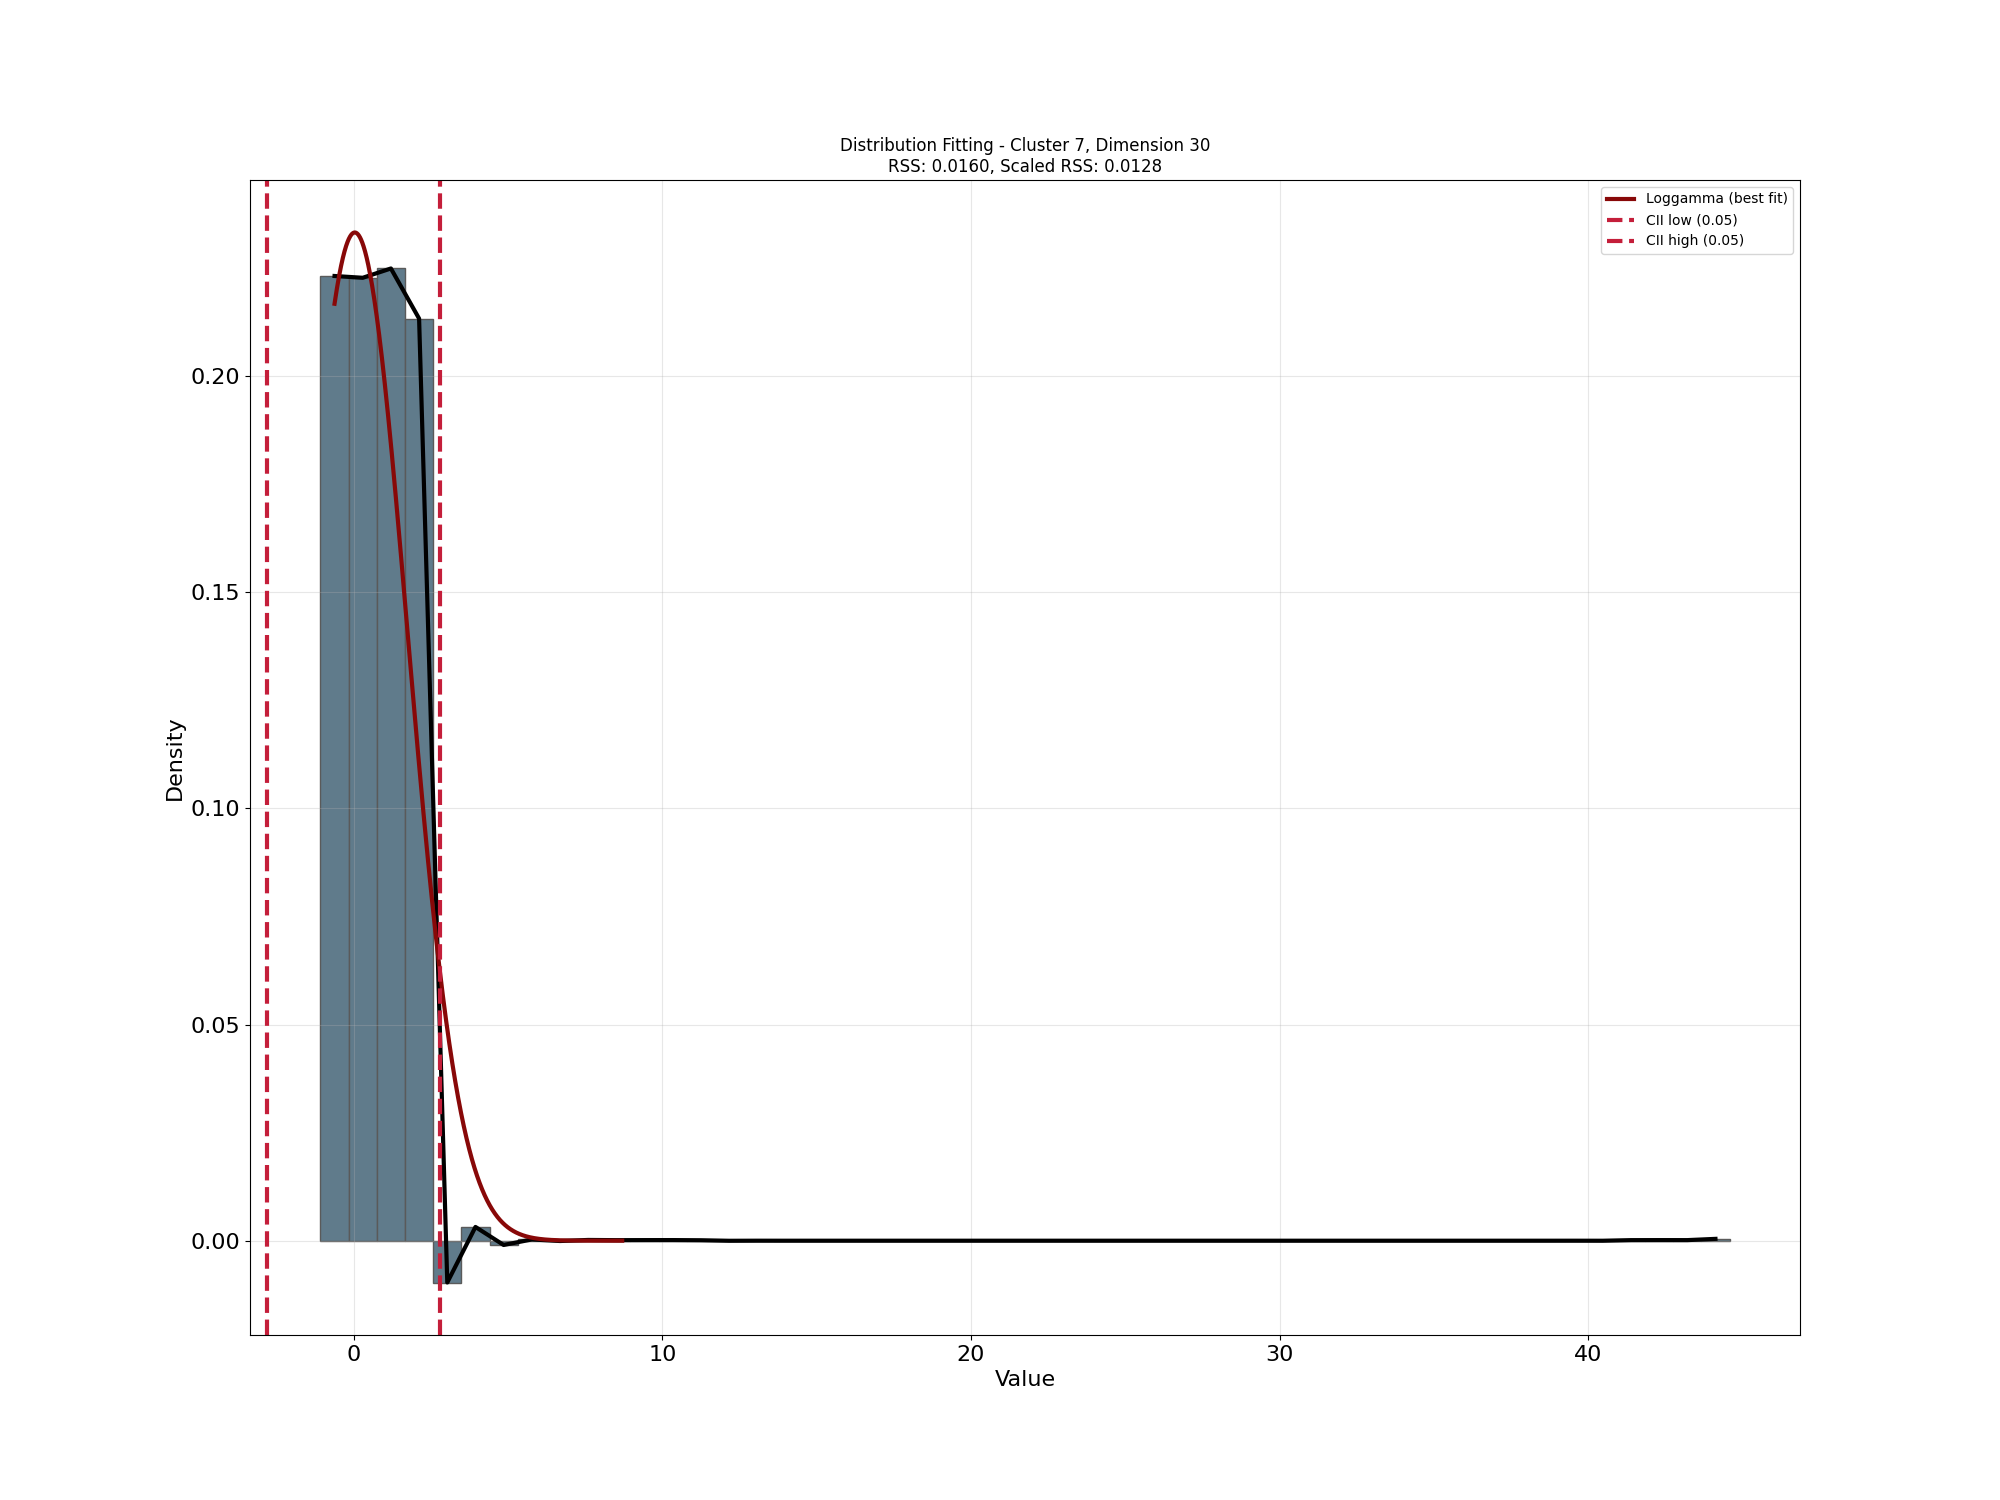 Distribution Fitting - Cluster 7, Dimension 30
RSS: 0.0160, Scaled RSS: 0.0128
Loggamma (best fit)
CII low (0.05)
CII high (0.05)
Density
0.20
0.15
0.10
0.05
0.00
0
10
20
30
40
Value